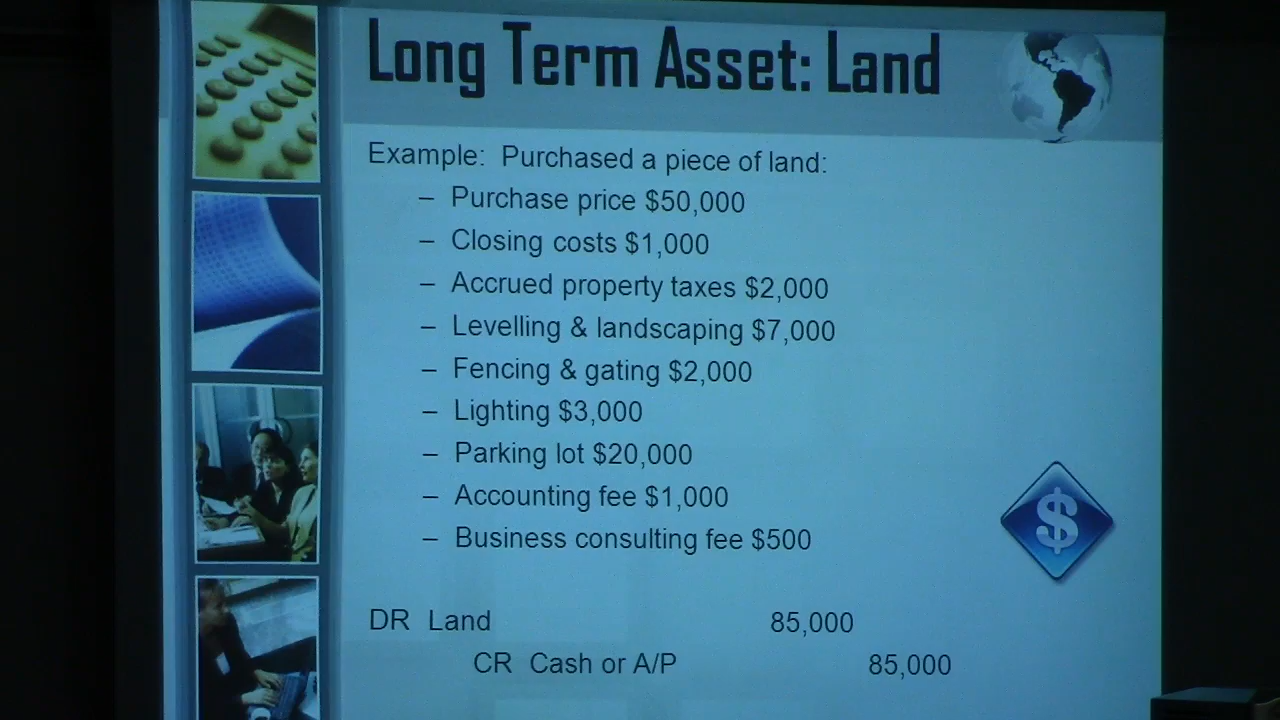 Long Term Asset: Land
Example: Purchased a piece of land:
– Purchase price $50,000
– Closing costs $1,000
– Accrued property taxes $2,000
– Levelling & landscaping $7,000
– Fencing & gating $2,000
– Lighting $3,000
– Parking lot $20,000
– Accounting fee $1,000
– Business consulting fee $500
$
DR Land 85,000
CR Cash or A/P 85,000